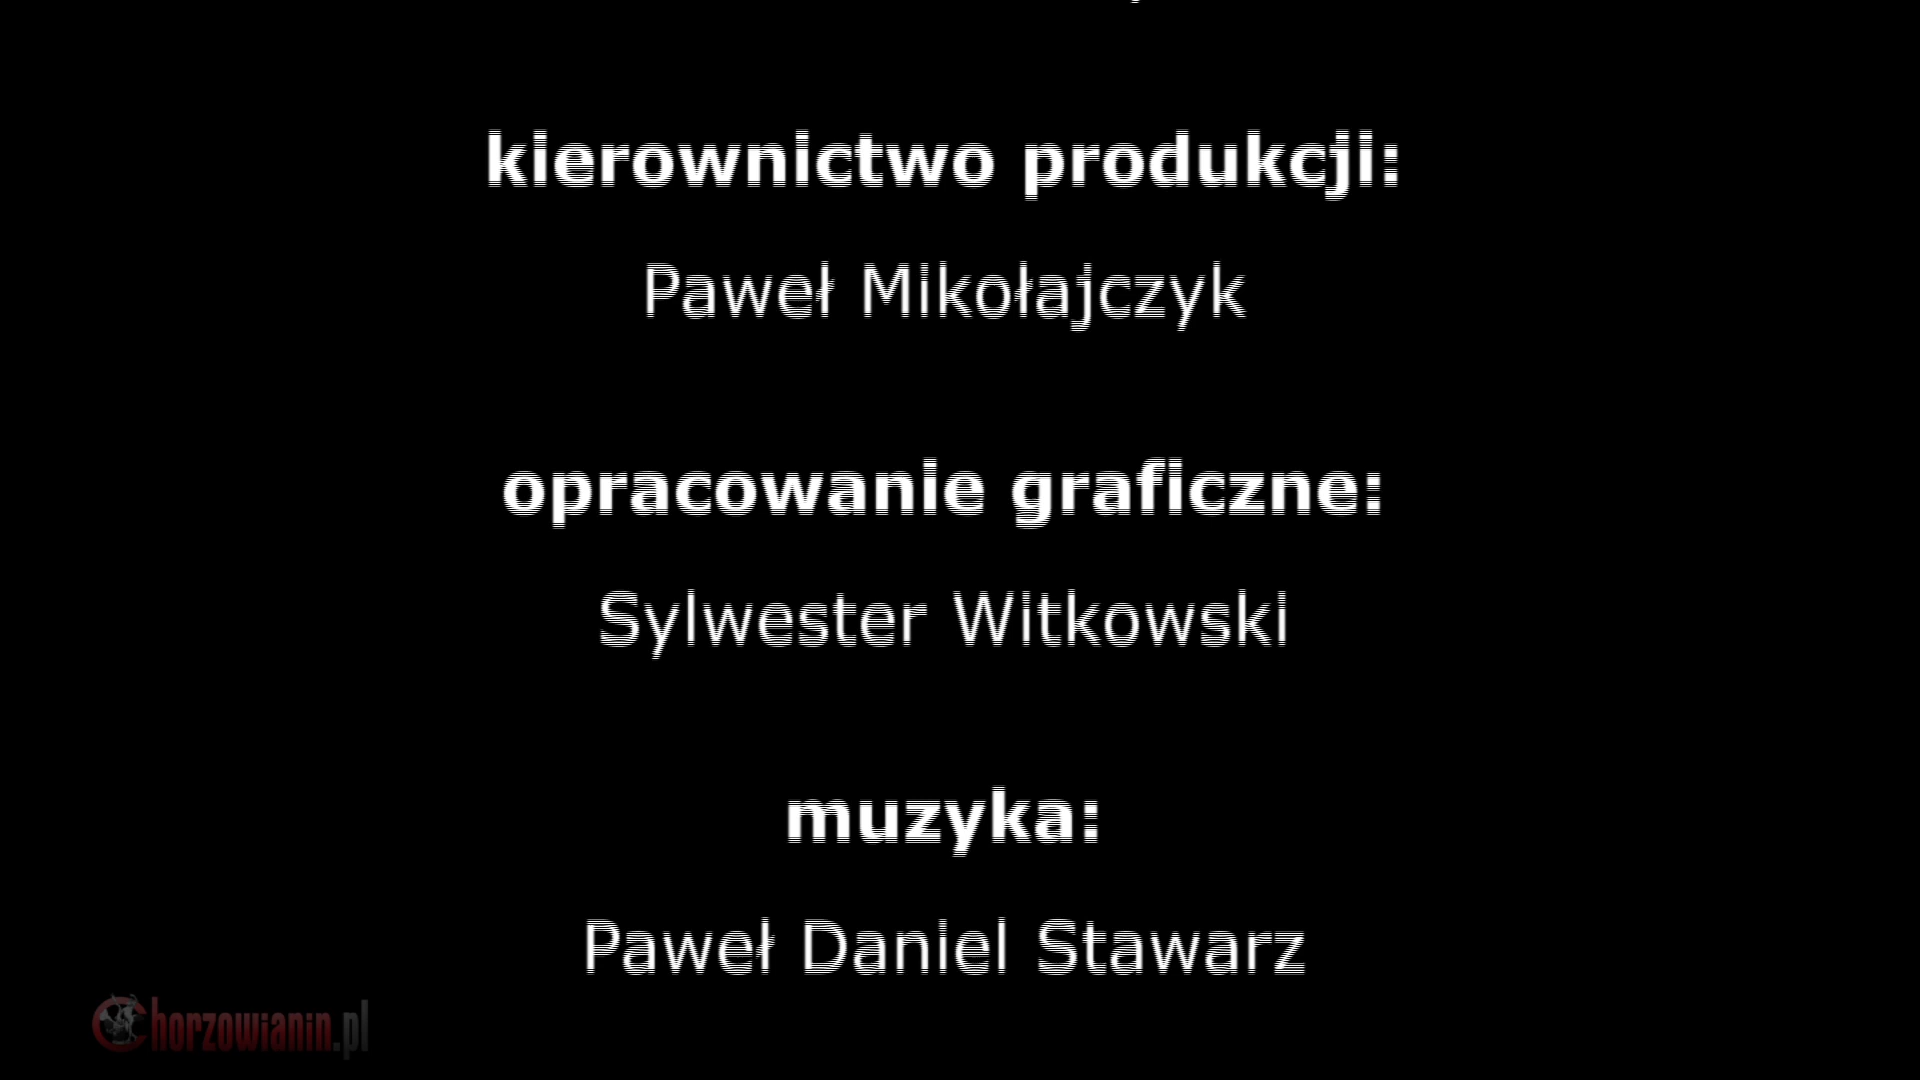 kierownictwo produkcji:
Paweł Mikołajczyk
opracowanie graficzne:
Sylwester Witkowski
muzyka:
Paweł Daniel Stawarz
Chorzowianin.pl